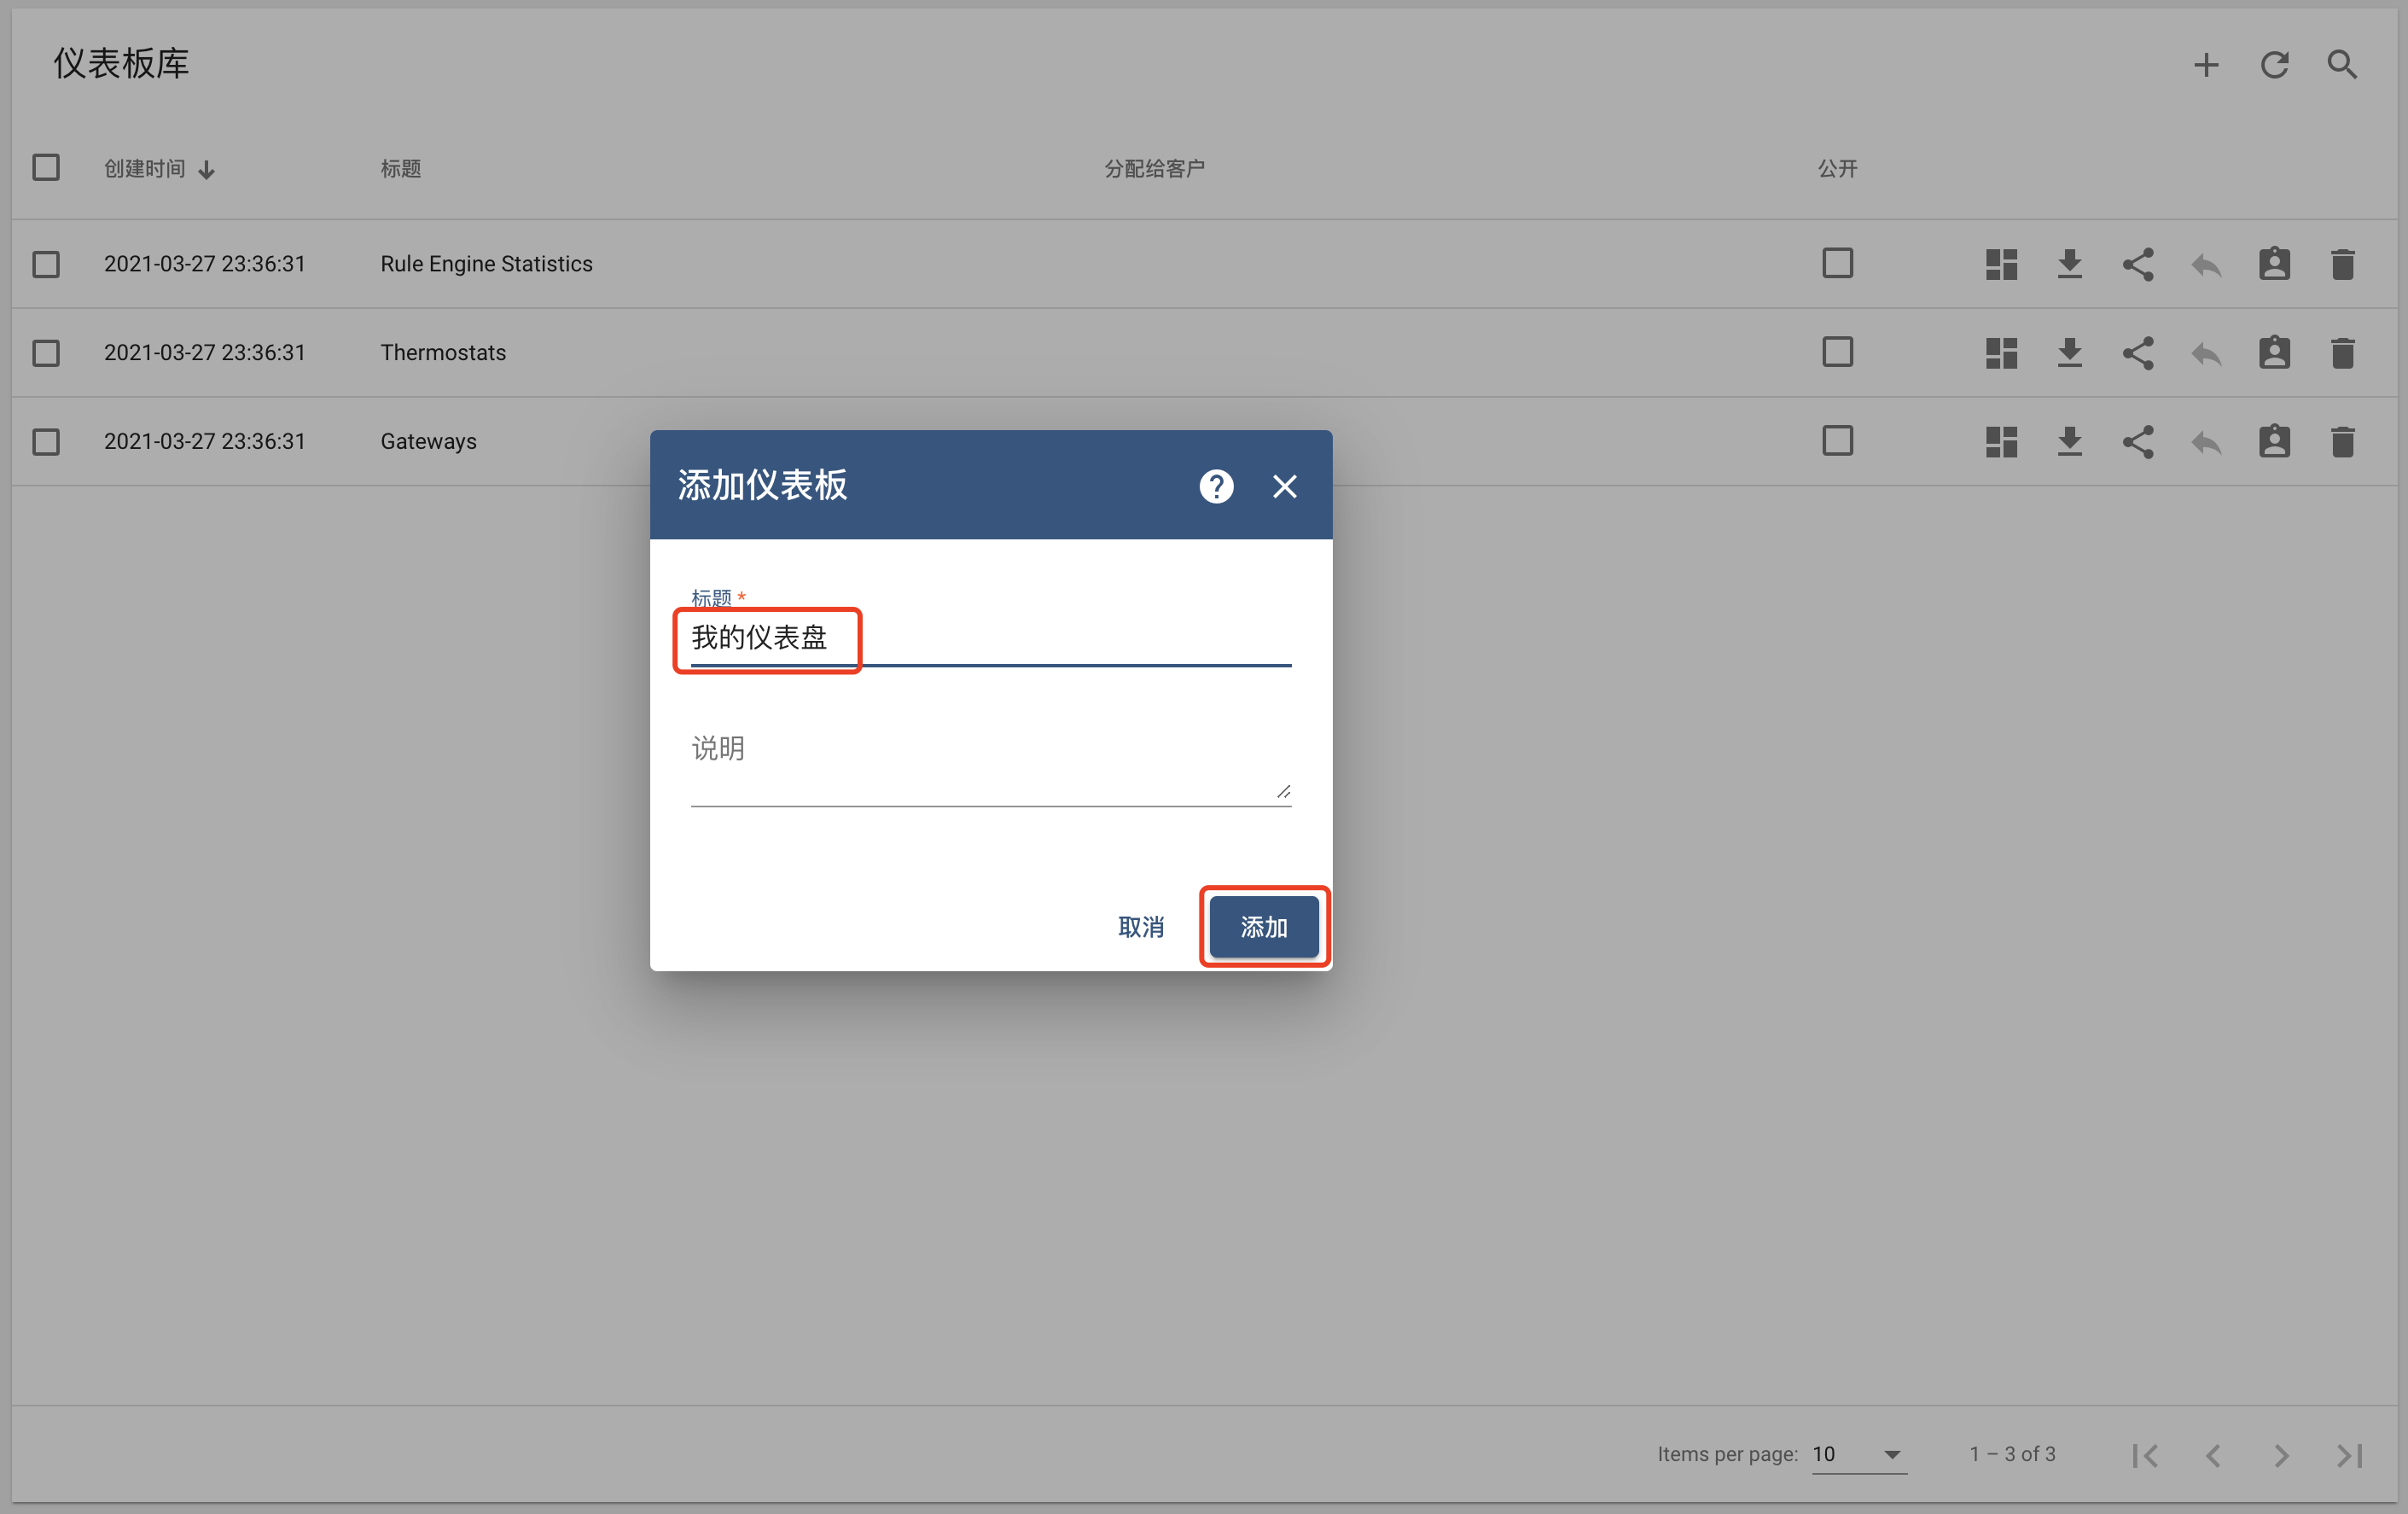 仪表板库
创建时间 标题 分配给客户 公开
2021-03-27 23:36:31 Rule Engine Statistics
2021-03-27 23:36:31 Thermostats
2021-03-27 23:36:31 Gateways
添加仪表板
标题 *
我的仪表盘
说明
取消 添加
Items per page: 10 1 – 3 of 3